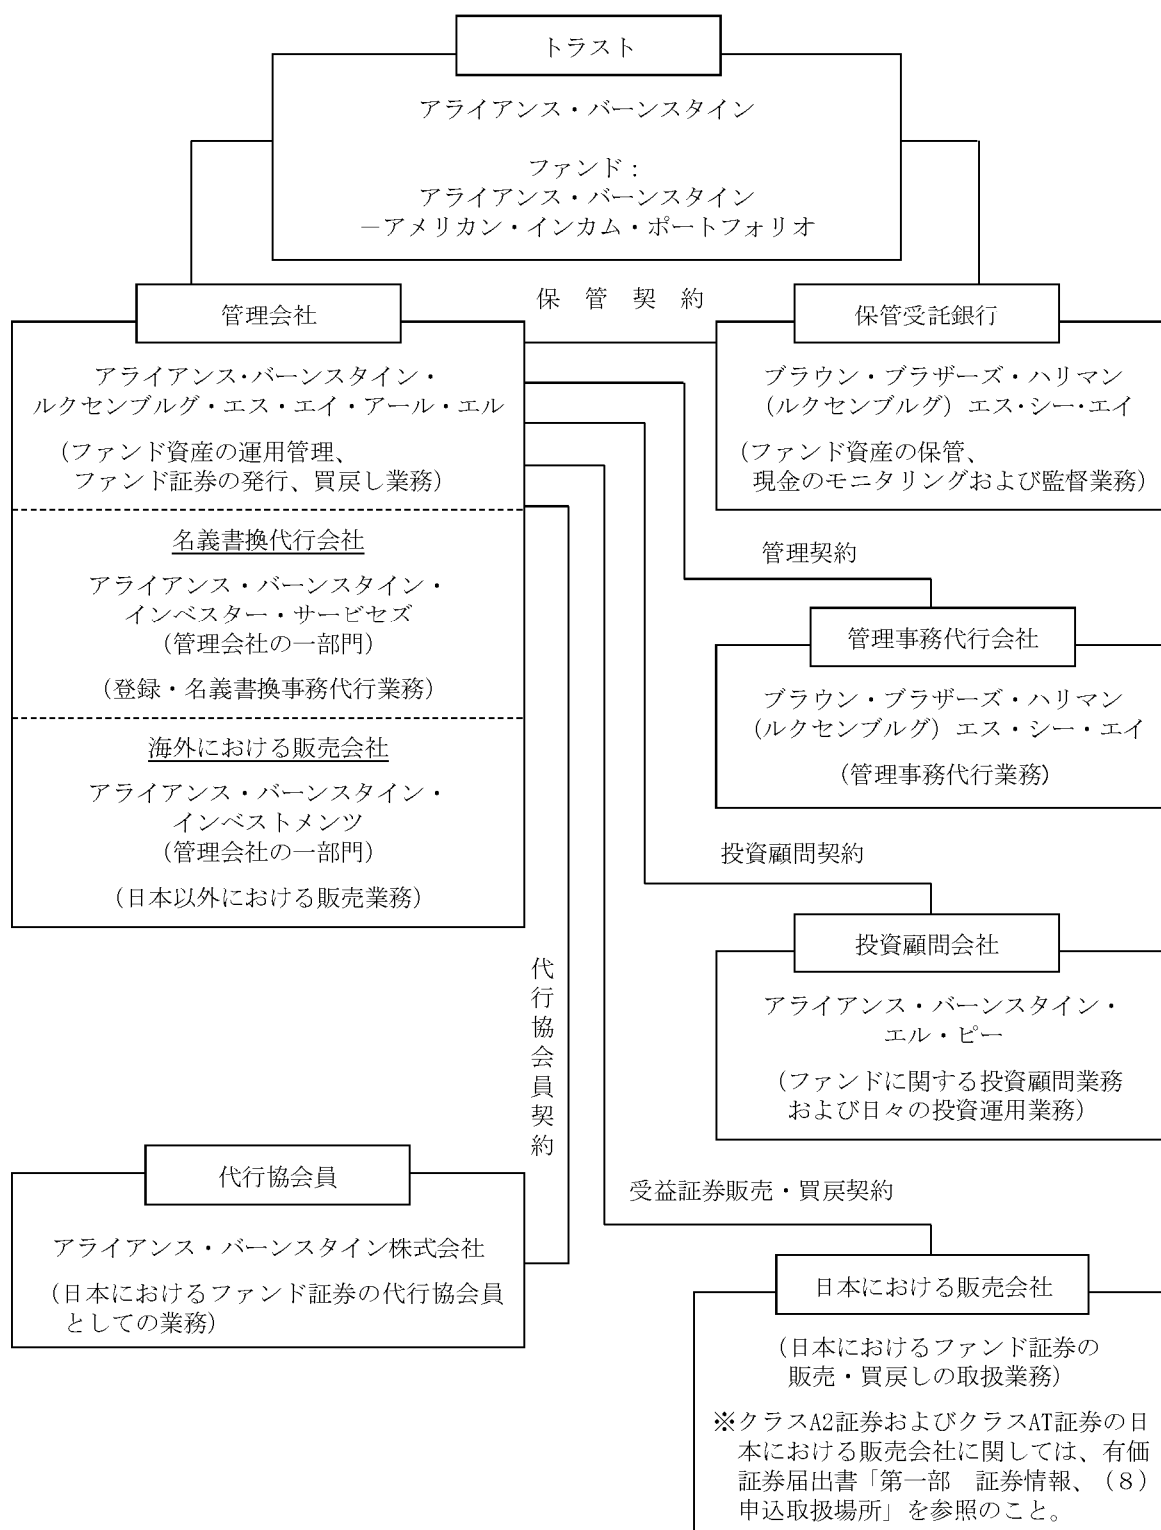 トラスト
アライアンス・バーンスタイン
ファンド：
アライアンス・バーンスタイン
－アメリカン・インカム・ポートフォリオ
保管契約
管理会社
アライアンス・バーンスタイン・
ルクセンブルグ・エス・エイ・アール・エル
（ファンド資産の運用管理、
ファンド証券の発行、買戻し業務）
名義書換代行会社
アライアンス・バーンスタイン・
インベスター・サービセズ
（管理会社の一部門）
（登録・名義書換事務代行業務）
海外における販売会社
アライアンス・バーンスタイン・
インベストメンツ
（管理会社の一部門）
（日本以外における販売業務）
保管受託銀行
ブラウン・ブラザーズ・ハリマン
（ルクセンブルグ）エス・シー・エイ
（ファンド資産の保管、
現金のモニタリングおよび監督業務）
管理契約
管理事務代行会社
ブラウン・ブラザーズ・ハリマン
（ルクセンブルグ）エス・シー・エイ
（管理事務代行業務）
投資顧問契約
投資顧問会社
アライアンス・バーンスタイン・
エル・ピー
（ファンドに関する投資顧問業務
および日々の投資運用業務）
代行協会員契約
代行協会員
アライアンス・バーンスタイン株式会社
（日本におけるファンド証券の代行協会員
としての業務）
受益証券販売・買戻契約
日本における販売会社
（日本におけるファンド証券の
販売・買戻しの取扱業務）
※クラスA2証券およびクラスAT証券の日
本における販売会社に関しては、有価
証券届出書「第一部　証券情報、（８）
申込取扱場所」を参照のこと。